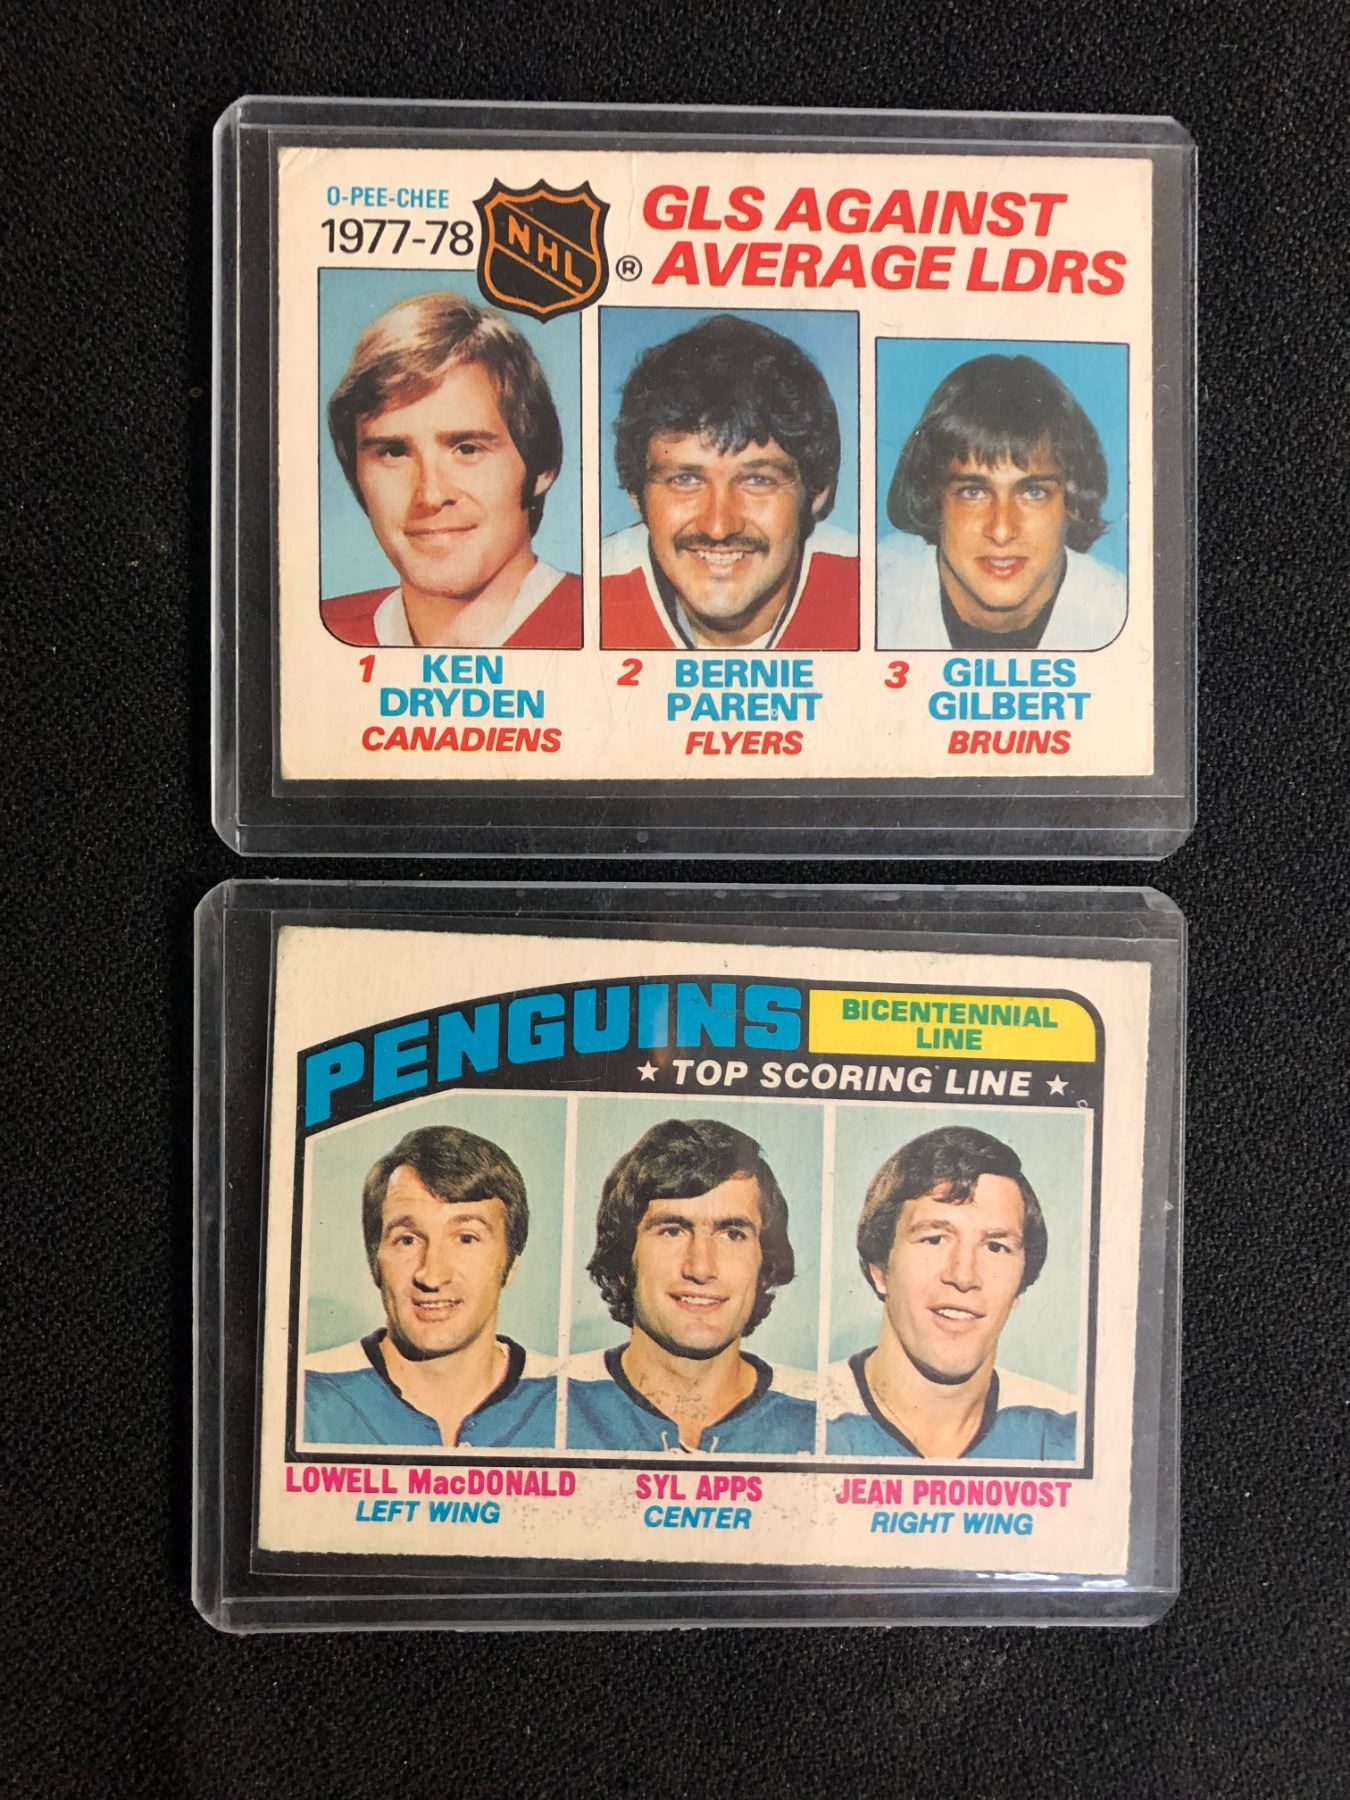 O-PEE-CHEE
1977-78
NHL
®
GLS AGAINST
AVERAGE LDRS
1 KEN
DRYDEN
CANADIENS
2 BERNIE
PARENT
FLYERS
3 GILLES
GILBERT
BRUINS
PENGUINS
BICENTENNIAL
LINE
★ TOP SCORING LINE ★
LOWELL MacDONALD
LEFT WING
SYL APPS
CENTER
JEAN PRONOVOST
RIGHT WING